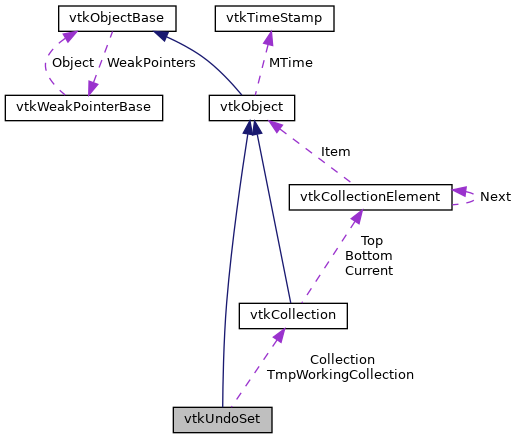 vtkObjectBase
vtkTimeStamp
Object
WeakPointers
MTime
vtkWeakPointerBase
vtkObject
Item
vtkCollectionElement
Next
Top
Bottom
Current
vtkCollection
Collection
TmpWorkingCollection
vtkUndoSet